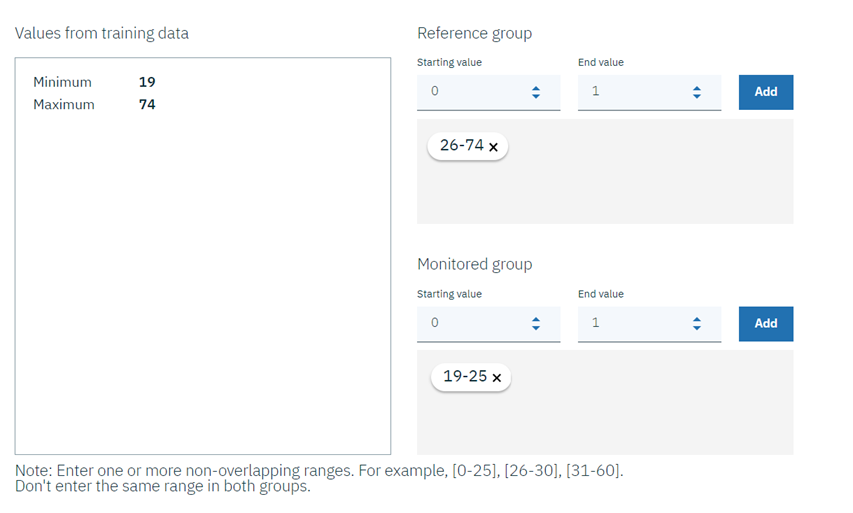 Values from training data
Minimum 19
Maximum 74
Reference group
Starting value End value
0 1 Add
26-74 ×
Monitored group
Starting value End value
0 1 Add
19-25 ×
Note: Enter one or more non-overlapping ranges. For example, [0-25], [26-30], [31-60].
Don't enter the same range in both groups.